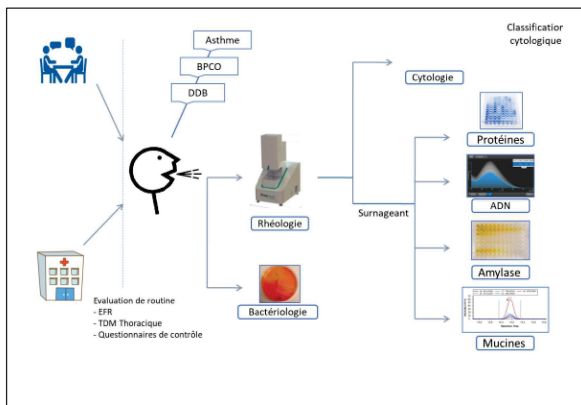 Classification
cytologique
Asthme
BPCO
DDB
Cytologie
Protéines
ADN
Rhéologie
Surnageant
Amylase
Bactériologie
Mucines
Evaluation de routine
- EFR
- TDM Thoracique
- Questionnaires de contrôle